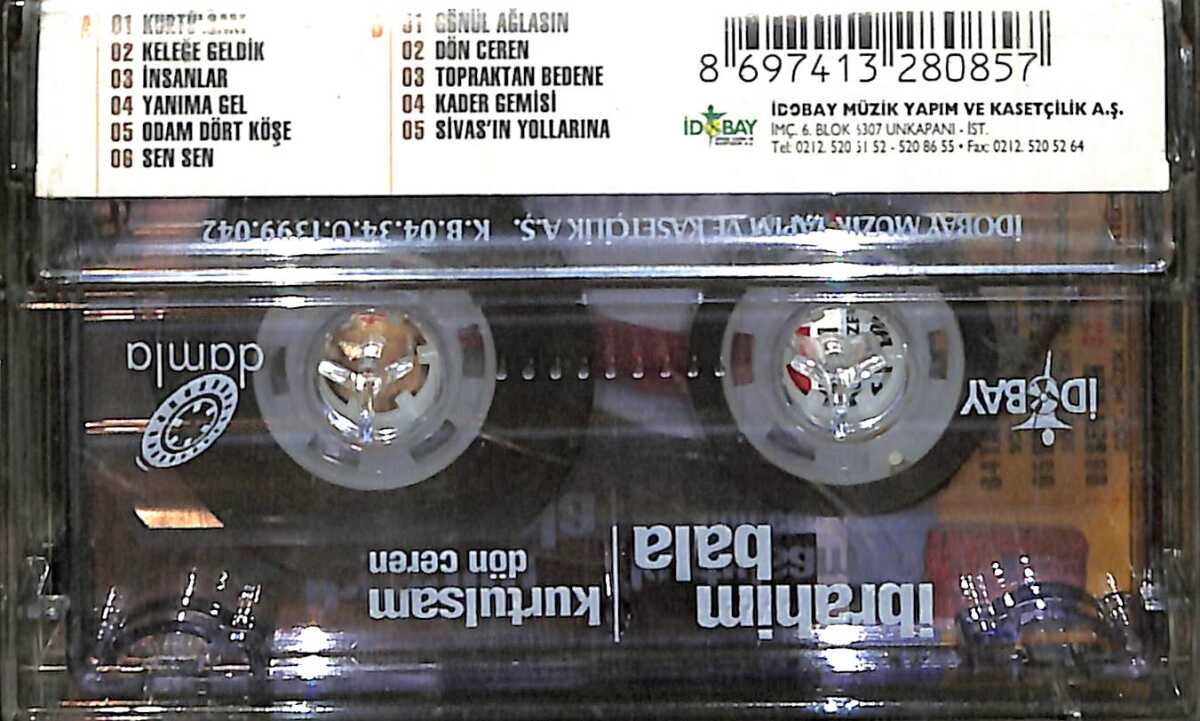 A
01 KURTULSAM
02 KELEĞE GELDİK
03 İNSANLAR
04 YANIMA GEL
05 ODAM DÖRT KÖŞE
06 SEN SEN
B
01 GÖNÜL AĞLASIN
02 DÖN CEREN
03 TOPRAKTAN BEDENE
04 KADER GEMİSİ
05 SİVAS'IN YOLLARINA
8 697413 280857
İDOBAY
İDOBAY MÜZİK YAPIM VE KASETÇİLİK A.Ş.
İMÇ. 6. BLOK 6307 UNKAPANI - İST.
Tel: 0212. 520 51 52 - 520 86 55 • Fax: 0212. 520 52 64
İDOBAY MÜZİK YAPIM VE KASETÇİLİK A.Ş. K.B.04.34.U.1399.042
damla
İDOBAY
ibrahim
bala
kurtulsam
dön ceren